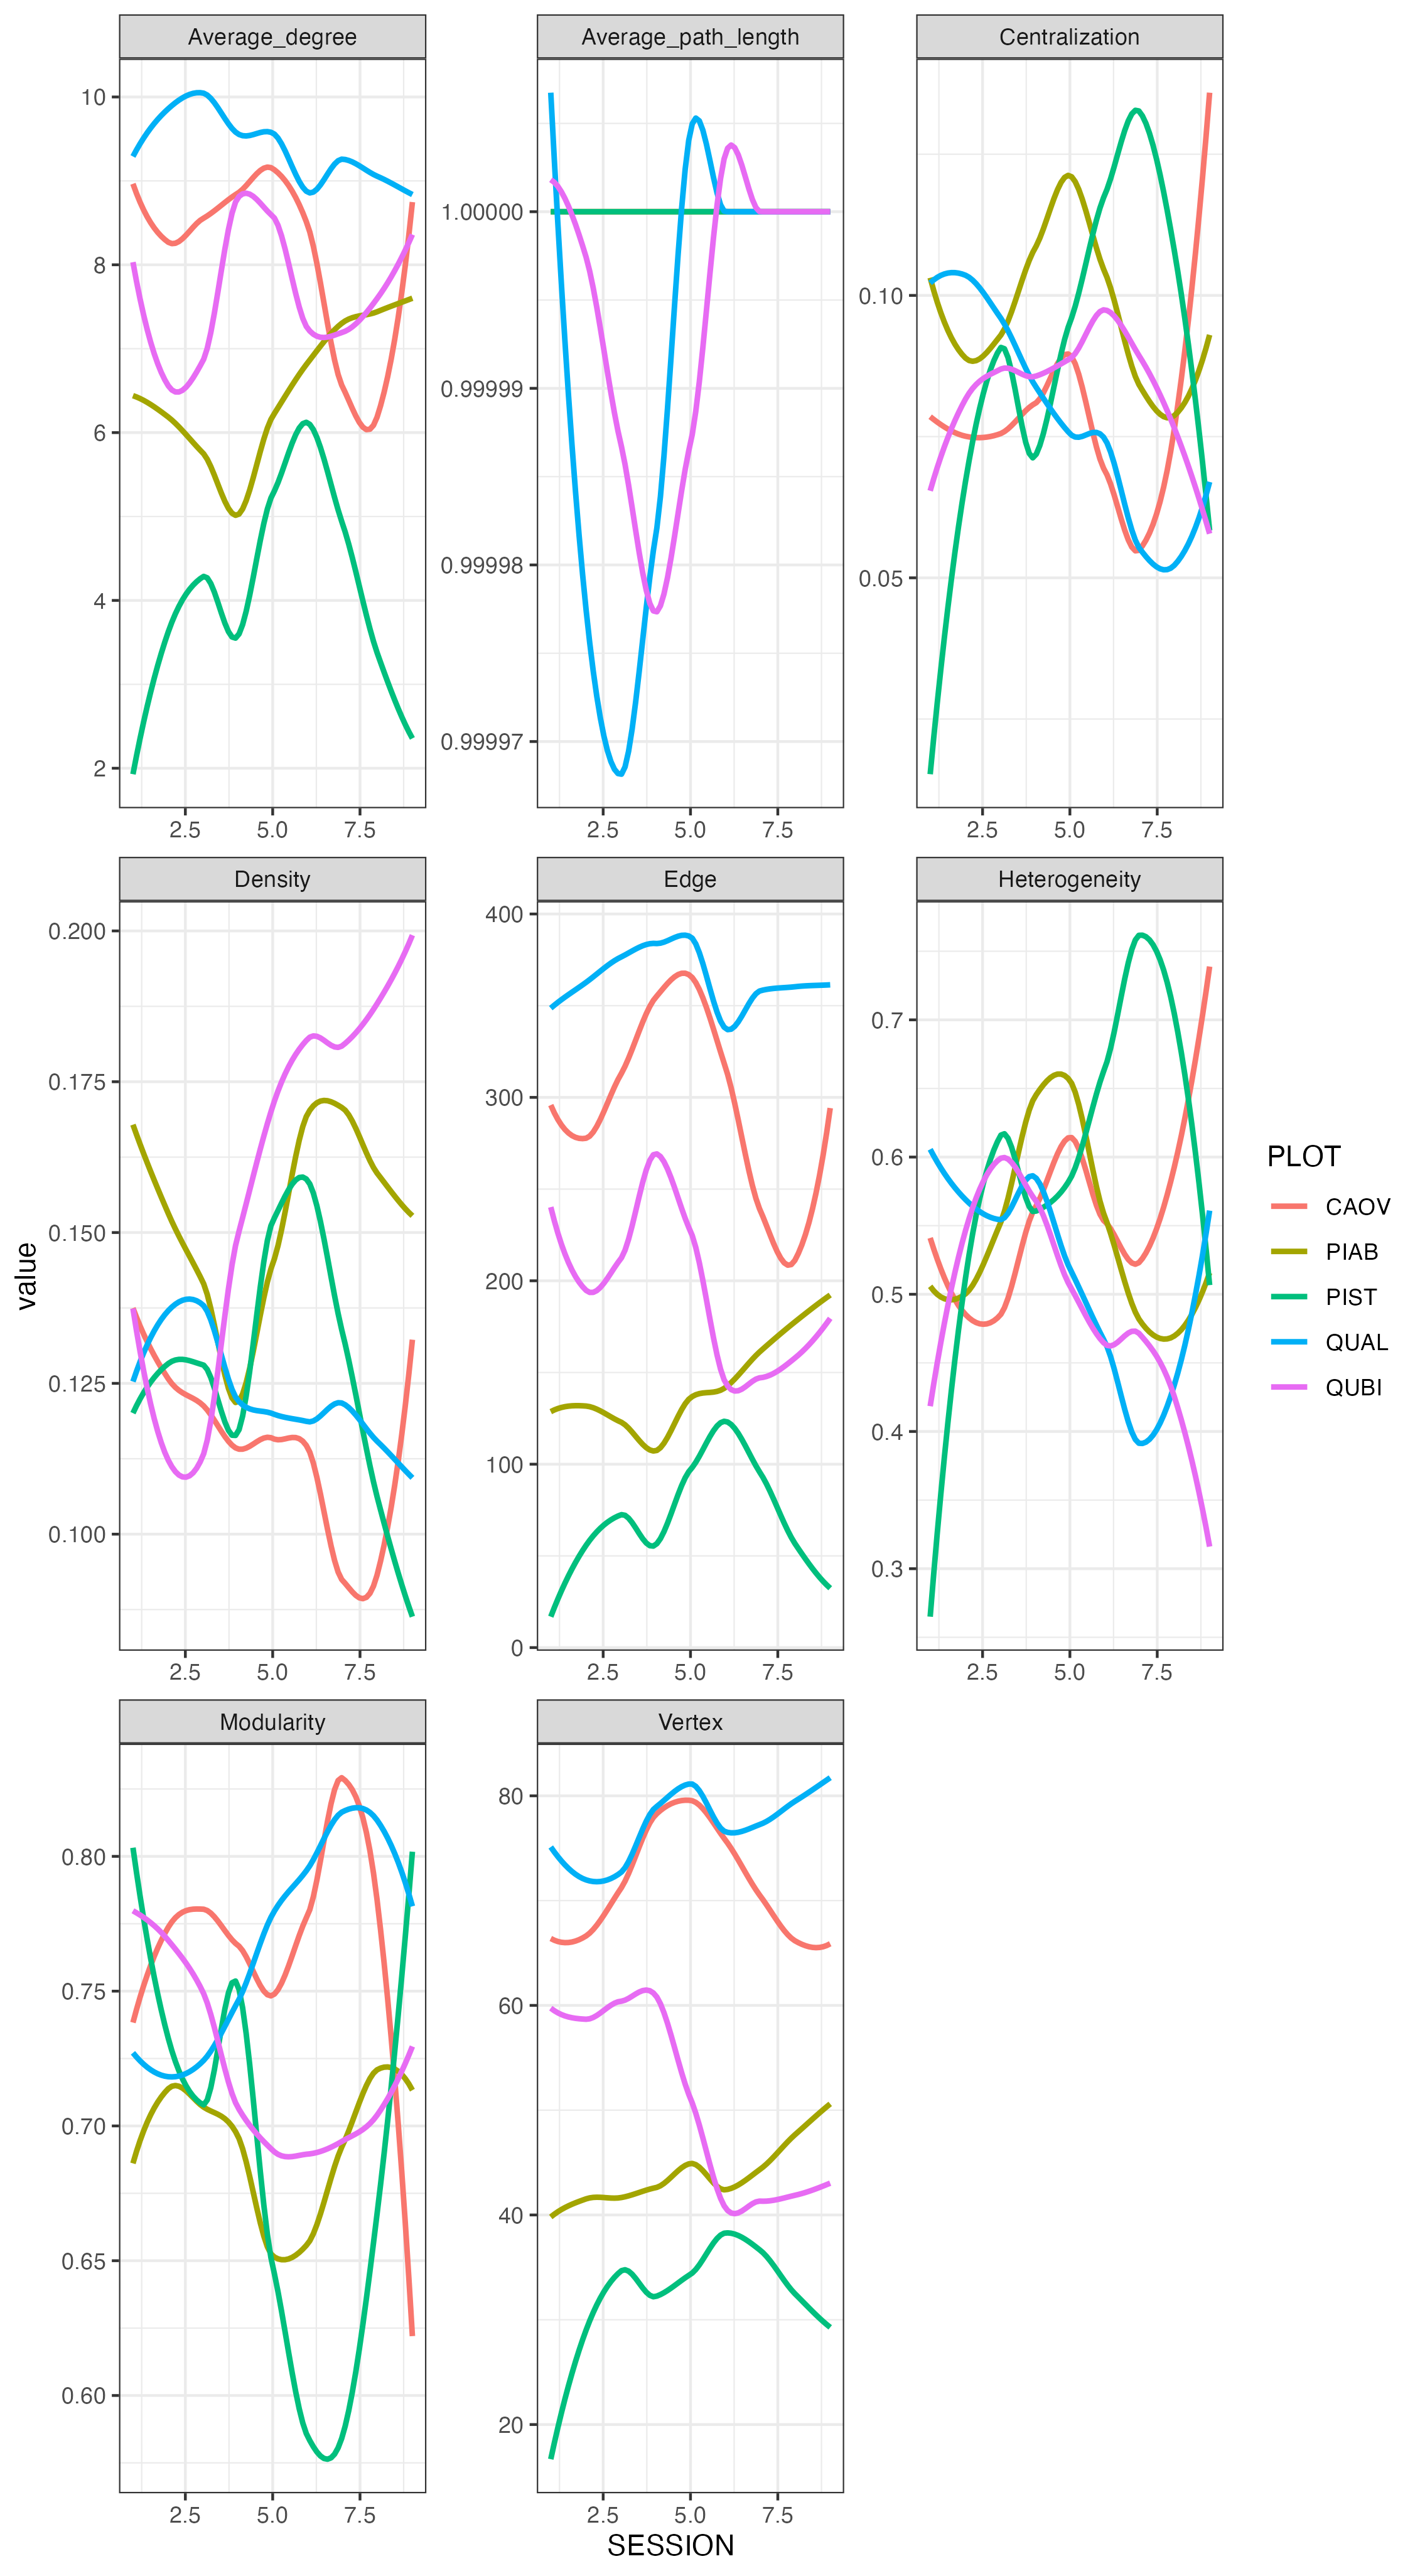 Average_degree
Average_path_length
Centralization
10
8
6
4
2
1.00000
0.99999
0.99998
0.99997
0.10
0.05
2.5 5.0 7.5
2.5 5.0 7.5
2.5 5.0 7.5
Density
Edge
Heterogeneity
0.200
0.175
0.150
0.125
0.100
400
300
200
100
0
0.7
0.6
0.5
0.4
0.3
2.5 5.0 7.5
2.5 5.0 7.5
2.5 5.0 7.5
Modularity
Vertex
0.80
0.75
0.70
0.65
0.60
80
60
40
20
2.5 5.0 7.5
2.5 5.0 7.5
SESSION
value
PLOT
CAOV
PIAB
PIST
QUAL
QUBI